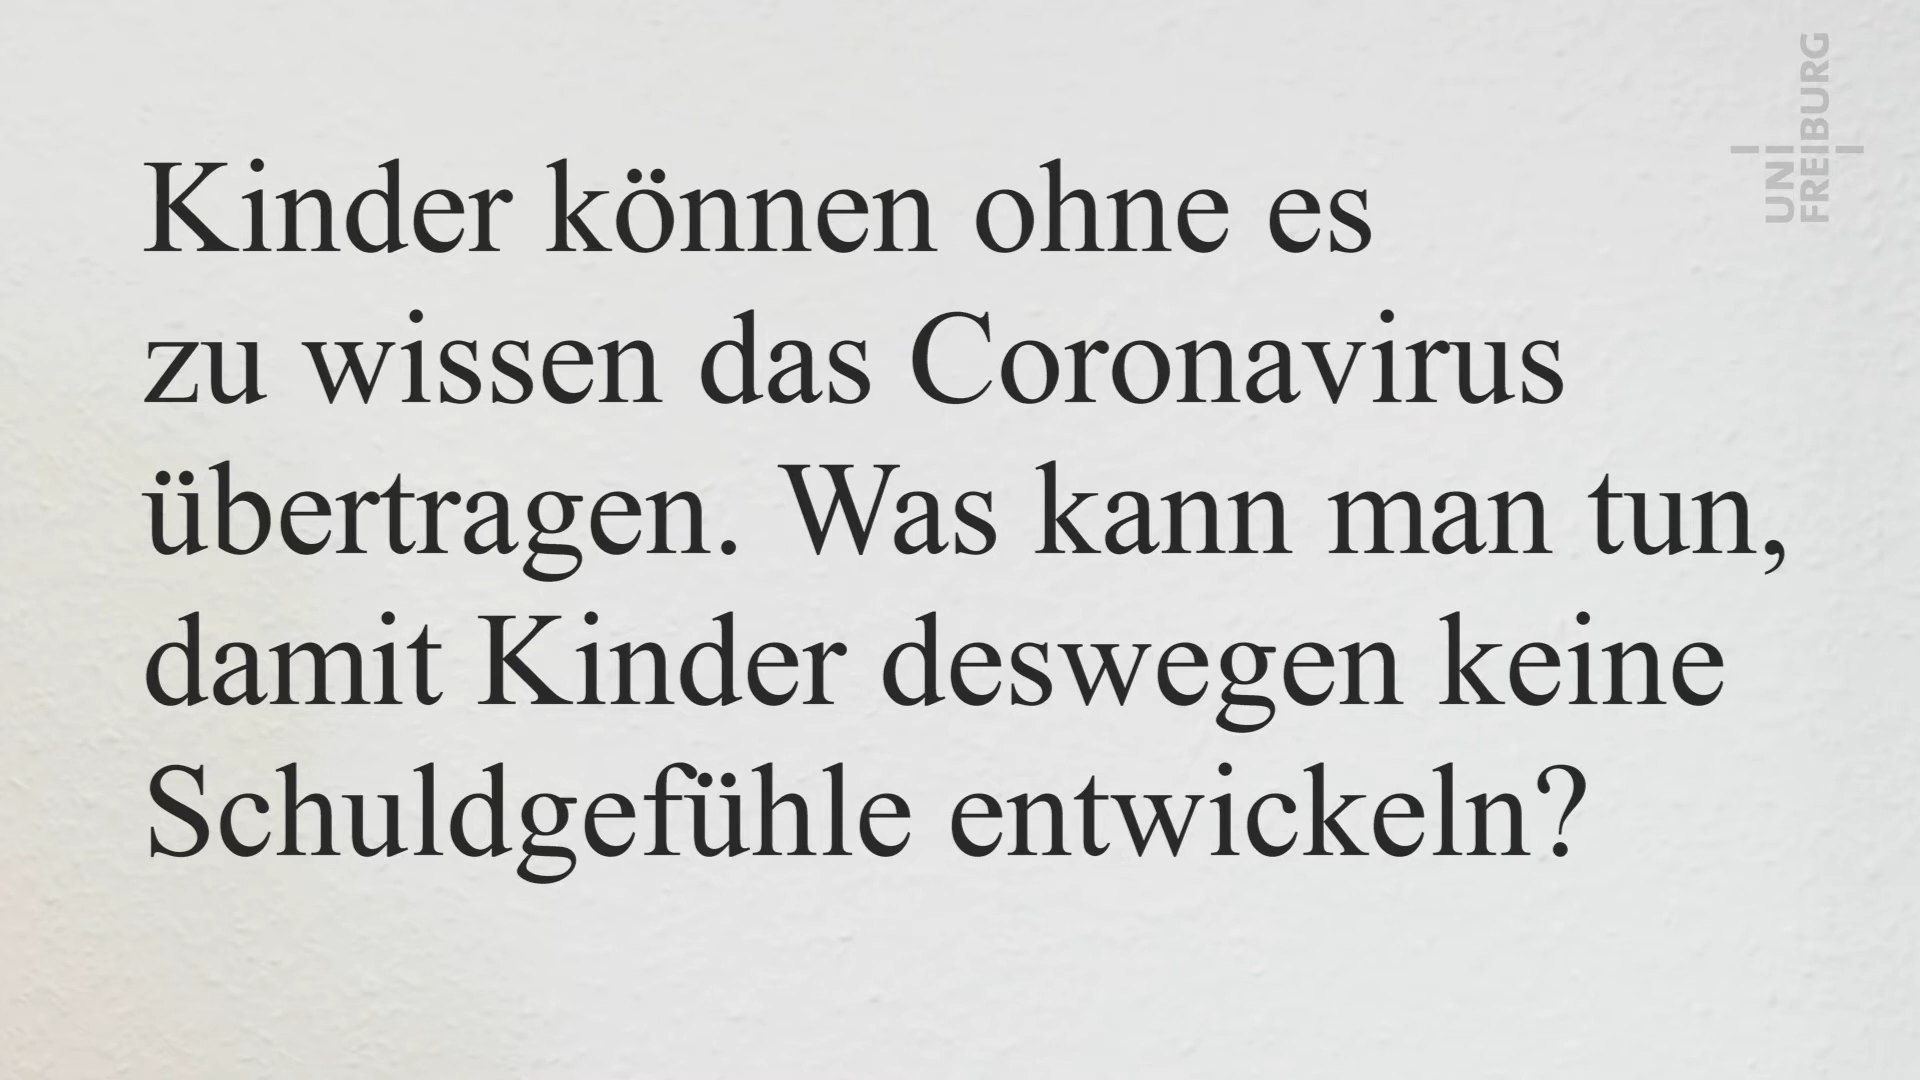 Kinder können ohne es
zu wissen das Coronavirus
übertragen. Was kann man tun,
damit Kinder deswegen keine
Schuldgefühle entwickeln?
UNI
FREIBURG